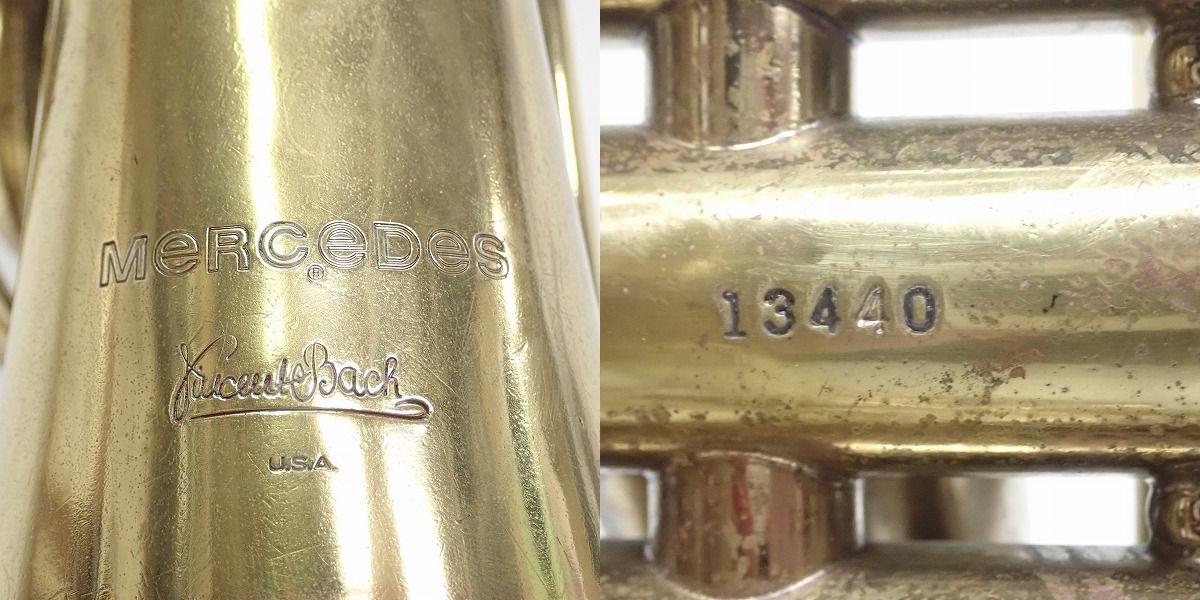 MeRCeDes
®
Vincent Bach
U.S.A.
13440